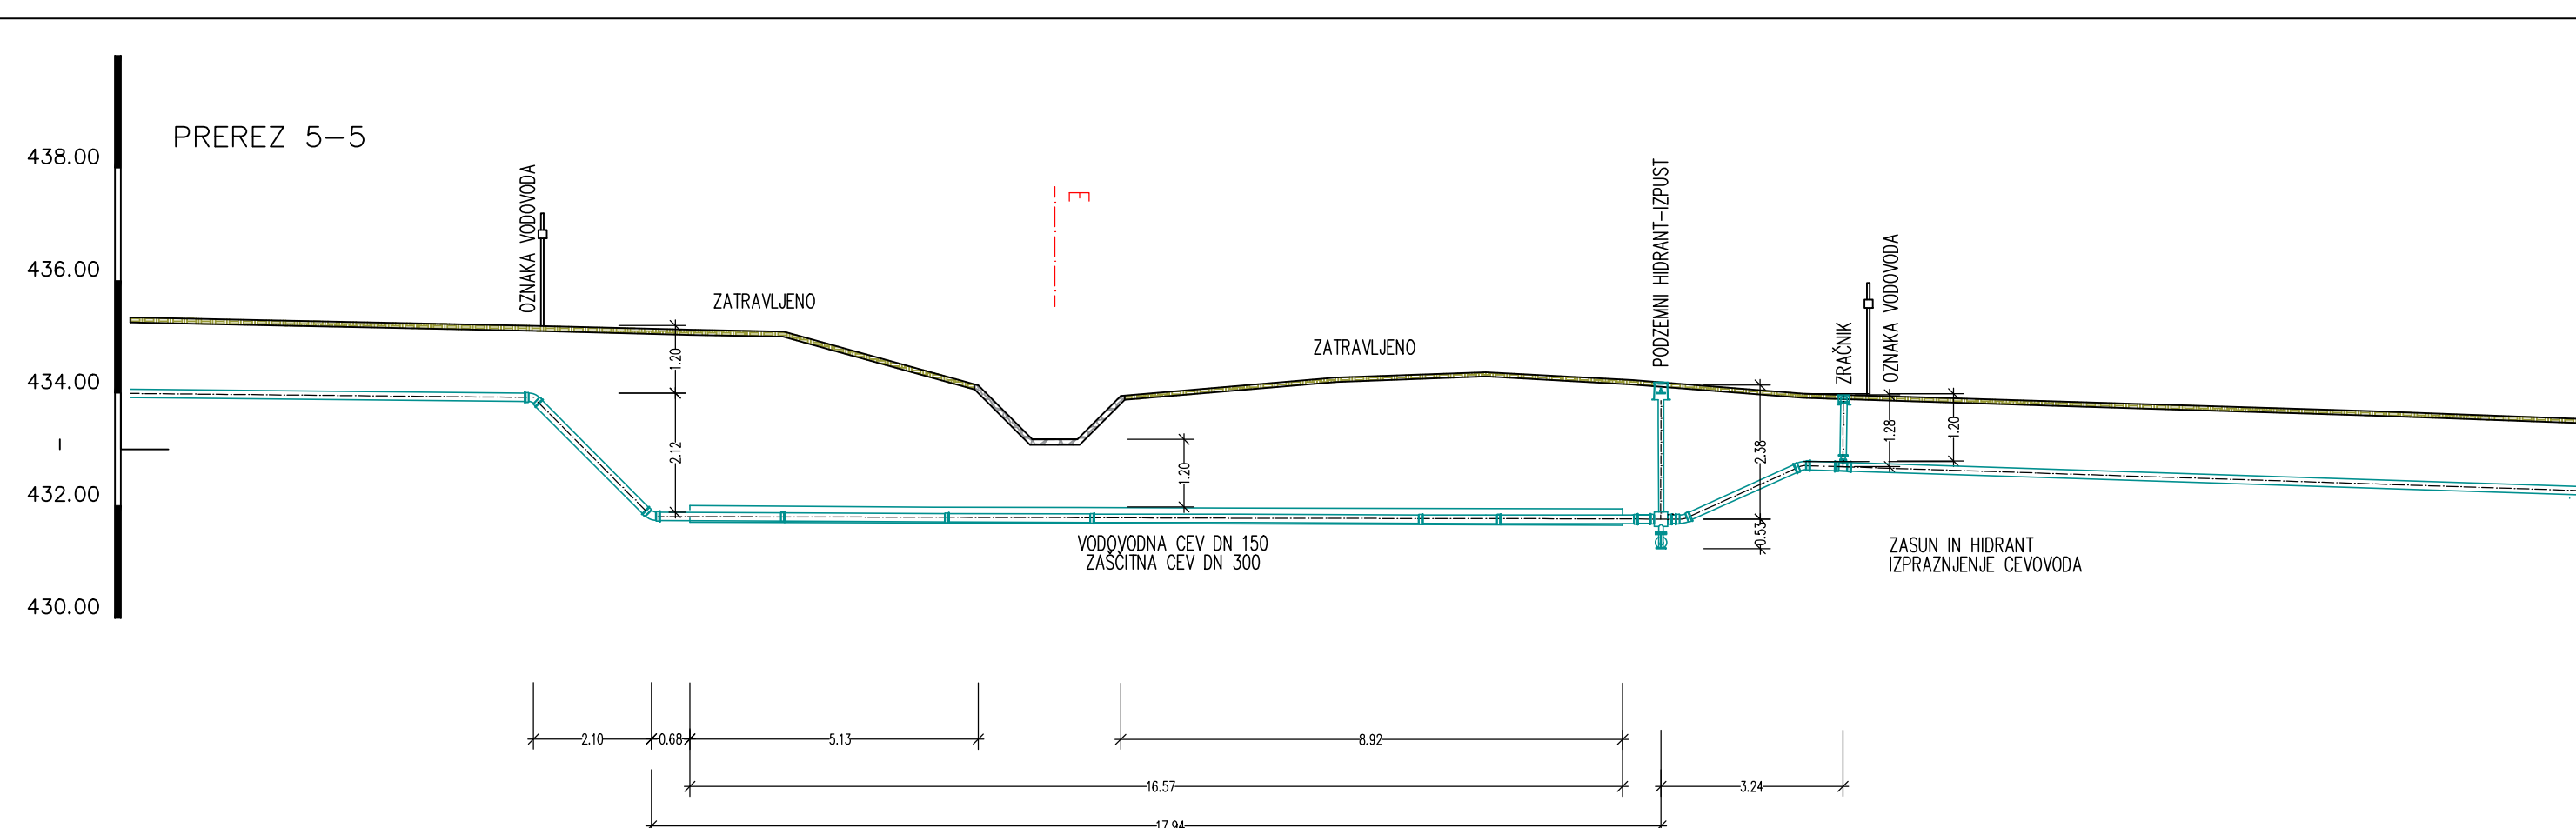 PREREZ 5-5
438.00
436.00
434.00
432.00
430.00
OZNAKA VODOVODA
ZATRAVLJENO
E
ZATRAVLJENO
PODZEMNI HIDRANT-IZPUST
ZRAČNIK
OZNAKA VODOVODA
1.20
2.12
1.20
2.38
0.53
1.28
1.20
VODOVODNA CEV DN 150
ZAŠČITNA CEV DN 300
ZASUN IN HIDRANT
IZPRAZNJENJE CEVOVODA
2.10
0.68
5.13
8.92
16.57
3.24
17.94